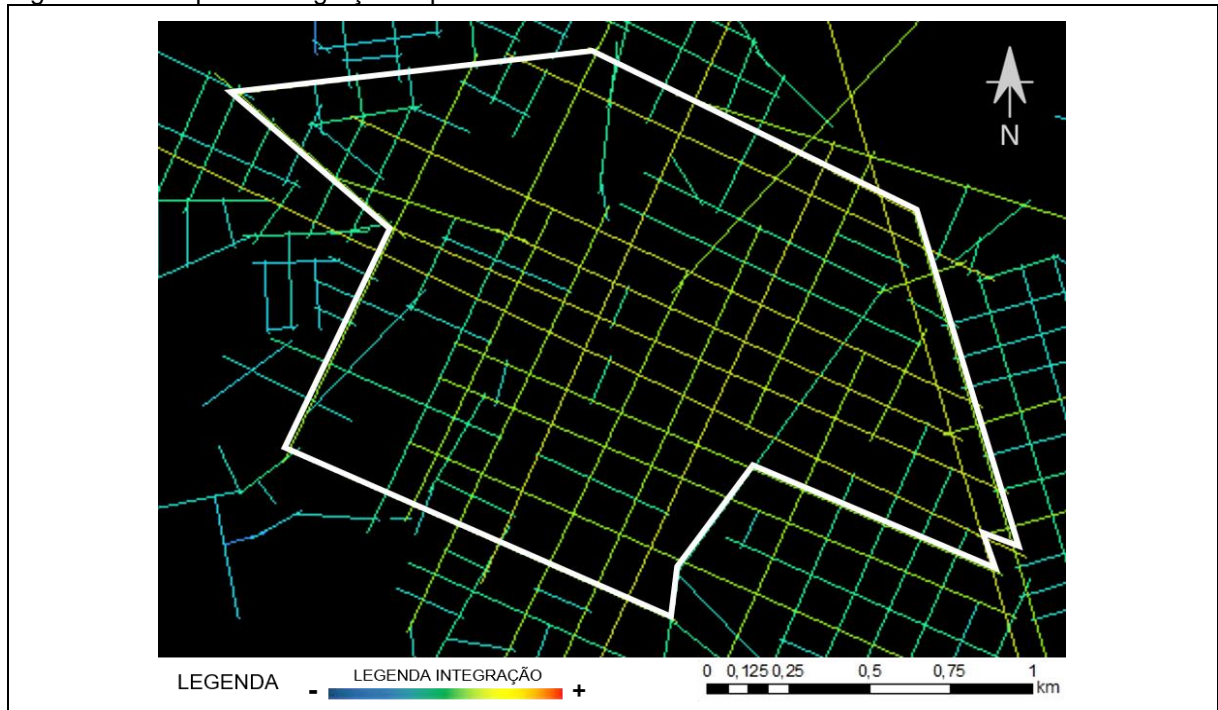 N
LEGENDA
LEGENDA INTEGRAÇÃO
- +
0 0,125 0,25 0,5 0,75 1
km